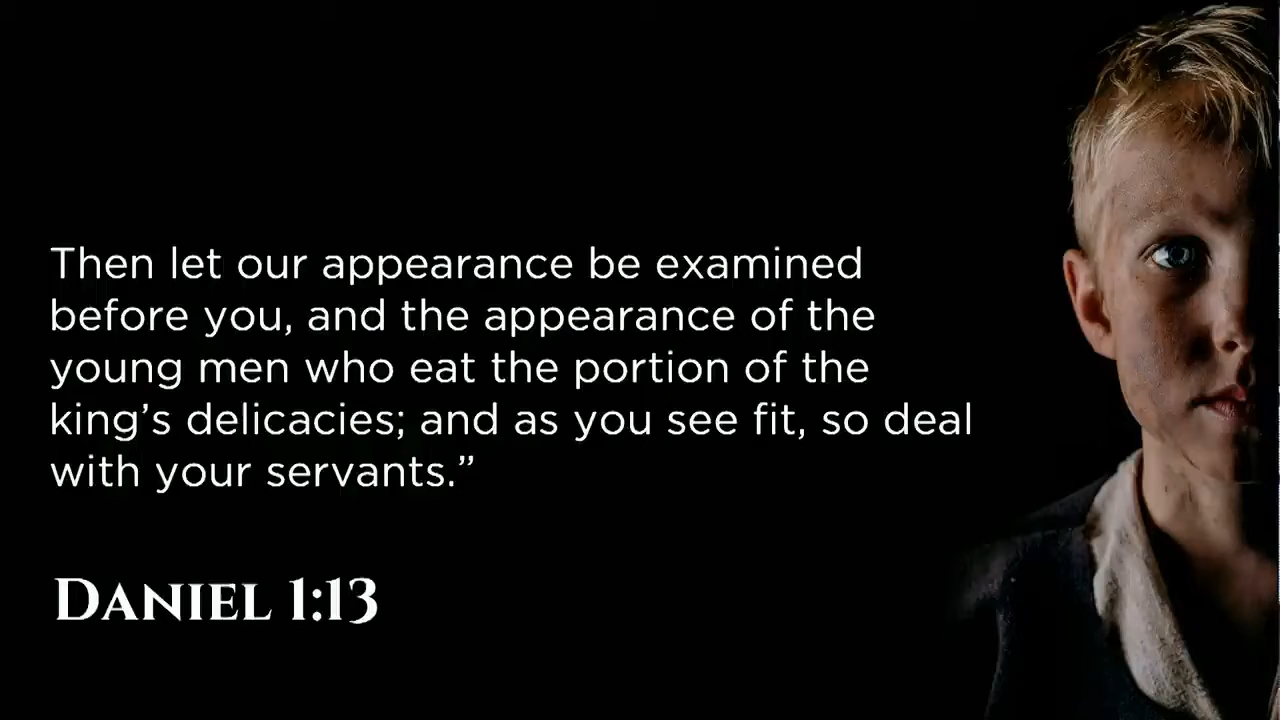 Then let our appearance be examined
before you, and the appearance of the
young men who eat the portion of the
king’s delicacies; and as you see fit, so deal
with your servants.”
Daniel 1:13